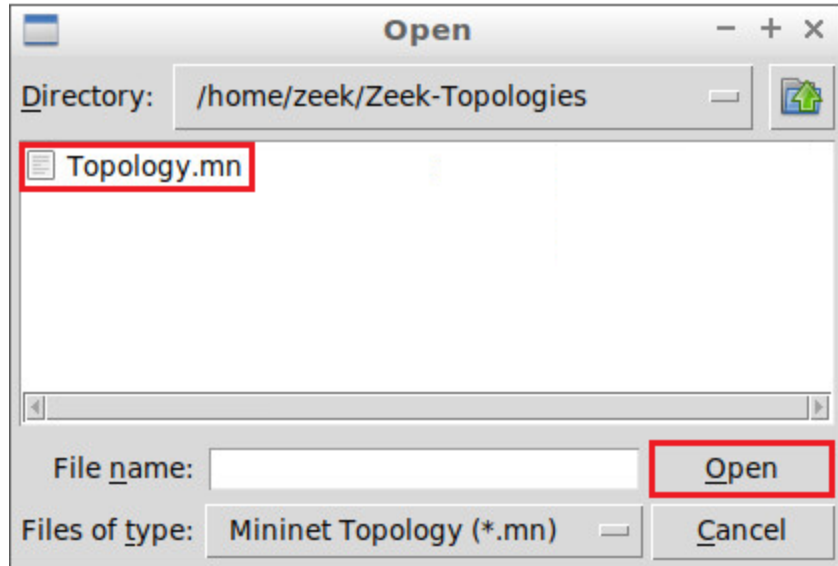 Open
Directory: /home/zeek/Zeek-Topologies
Topology.mn
File name: Open
Files of type: Mininet Topology (*.mn) Cancel